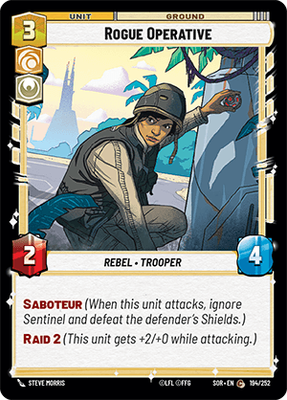 UNIT
GROUND
3
ROGUE OPERATIVE
REBEL • TROOPER
2
4
SABOTEUR (When this unit attacks, ignore
Sentinel and defeat the defender's Shields.)
RAID 2 (This unit gets +2/+0 while attacking.)
STEVE MORRIS
©LFL ©FFG
SOR • EN C 194/252